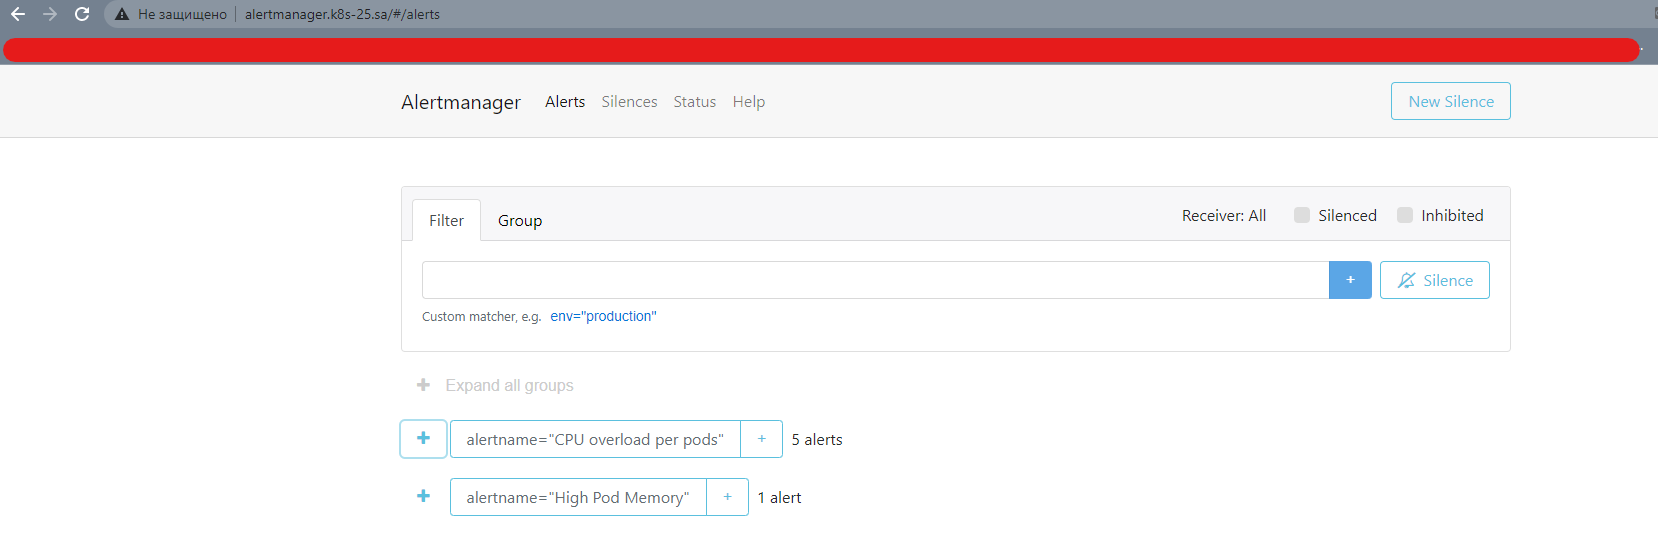 Не защищено alertmanager.k8s-25.sa/#/alerts
Alertmanager Alerts Silences Status Help New Silence
Filter Group Receiver: All Silenced Inhibited
+ Silence
Custom matcher, e.g. env="production"
+ Expand all groups
+ alertname="CPU overload per pods" + 5 alerts
+ alertname="High Pod Memory" + 1 alert